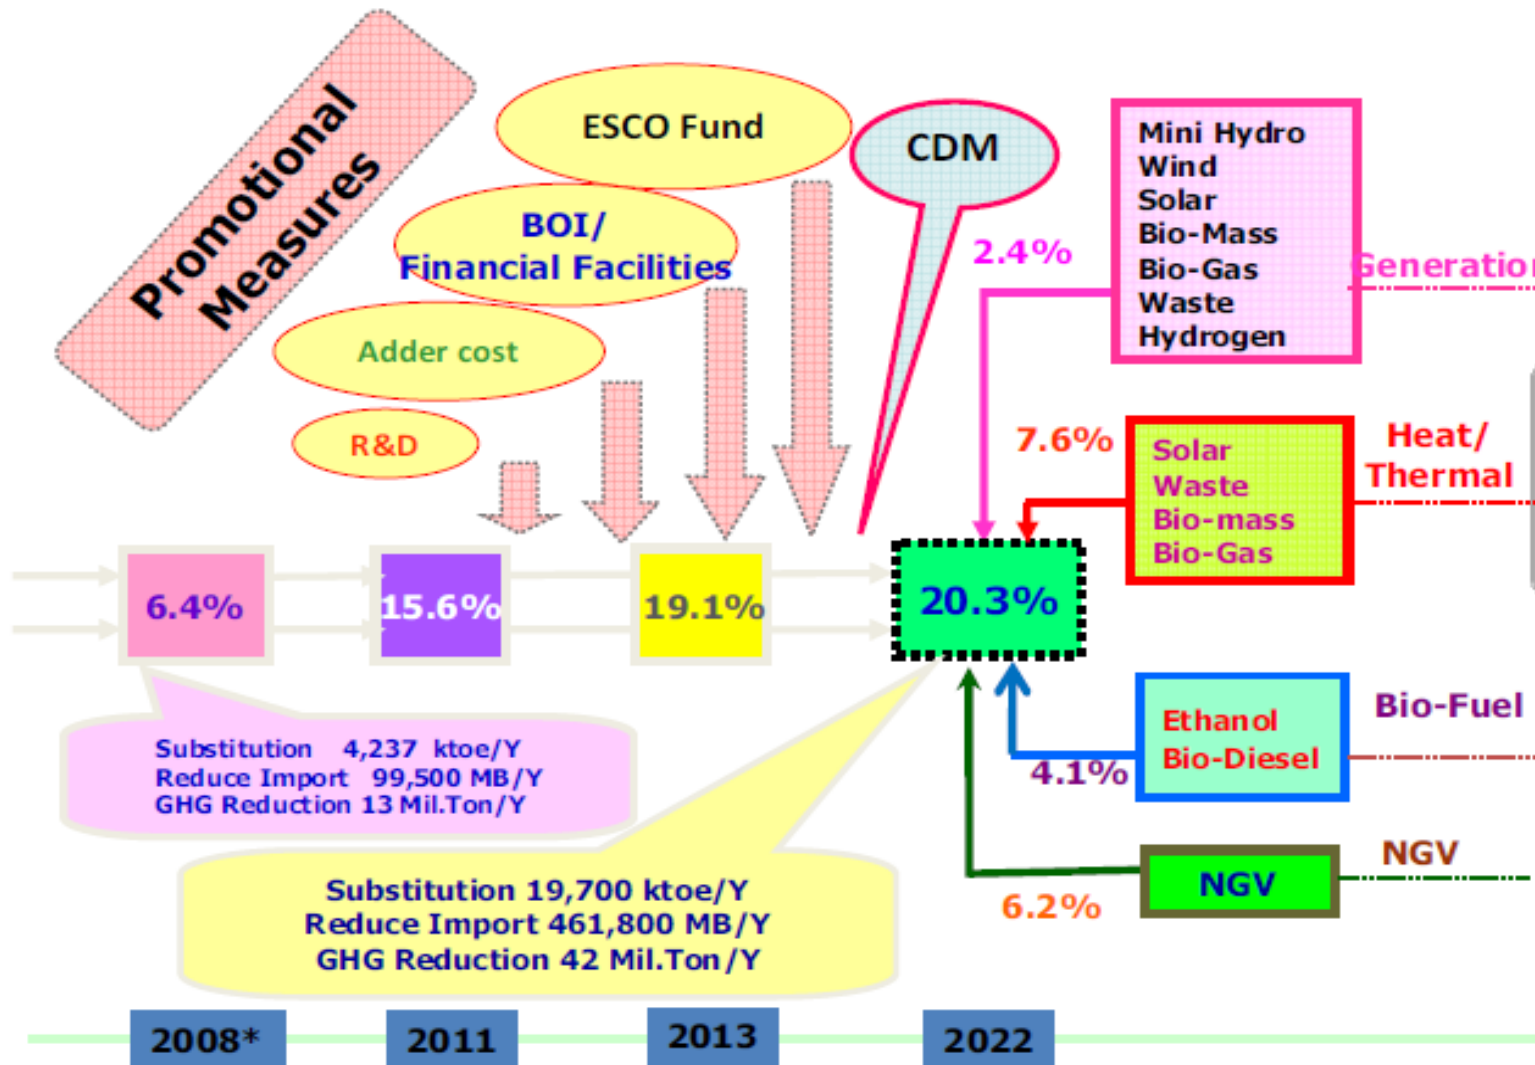 Promotional
Measures
ESCO Fund
CDM
BOI/
Financial Facilities
Adder cost
R&D
Mini Hydro
Wind
Solar
Bio-Mass
Bio-Gas
Waste
Hydrogen
2.4%
Generation
7.6%
Solar
Waste
Bio-mass
Bio-Gas
Heat/
Thermal
6.4%
15.6%
19.1%
20.3%
Substitution 4,237 ktoe/Y
Reduce Import 99,500 MB/Y
GHG Reduction 13 Mil.Ton/Y
Ethanol
Bio-Diesel
Bio-Fuel
4.1%
NGV
NGV
6.2%
Substitution 19,700 ktoe/Y
Reduce Import 461,800 MB/Y
GHG Reduction 42 Mil.Ton/Y
2008*
2011
2013
2022